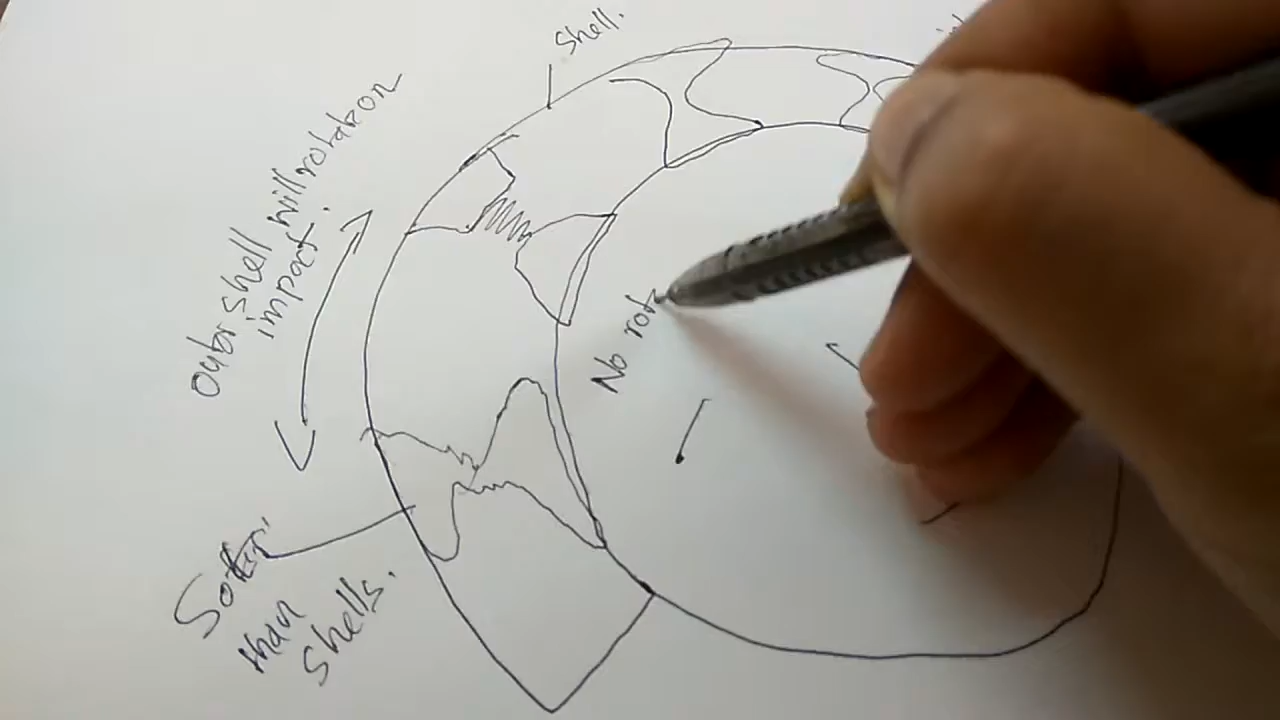 Shell.
outer shell will rotation
impact.
No rot
Softer
than
shells.